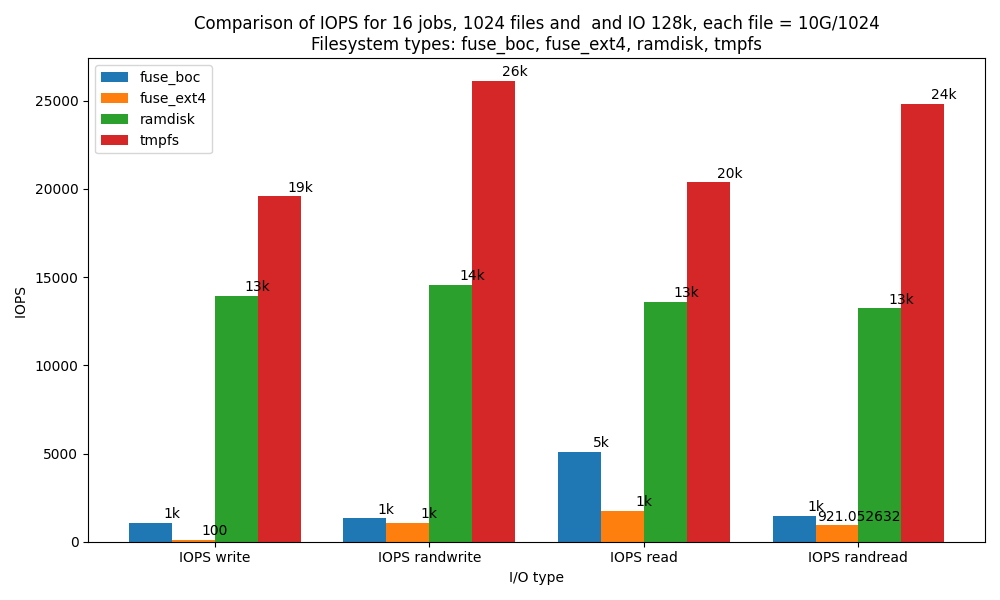 Comparison of IOPS for 16 jobs, 1024 files and  and IO 128k, each file = 10G/1024
Filesystem types: fuse_boc, fuse_ext4, ramdisk, tmpfs
fuse_boc
fuse_ext4
ramdisk
tmpfs
IOPS
25000
20000
15000
10000
5000
0
1k
100
13k
19k
1k
1k
14k
26k
5k
1k
13k
20k
1k
921.052632
13k
24k
IOPS write
IOPS randwrite
IOPS read
IOPS randread
I/O type